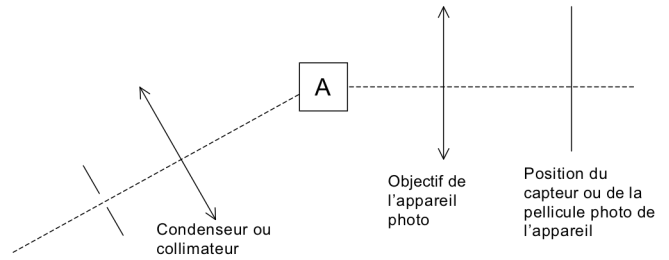 A
Condenseur ou
collimateur
Objectif de
l'appareil
photo
Position du
capteur ou de la
pellicule photo de
l'appareil